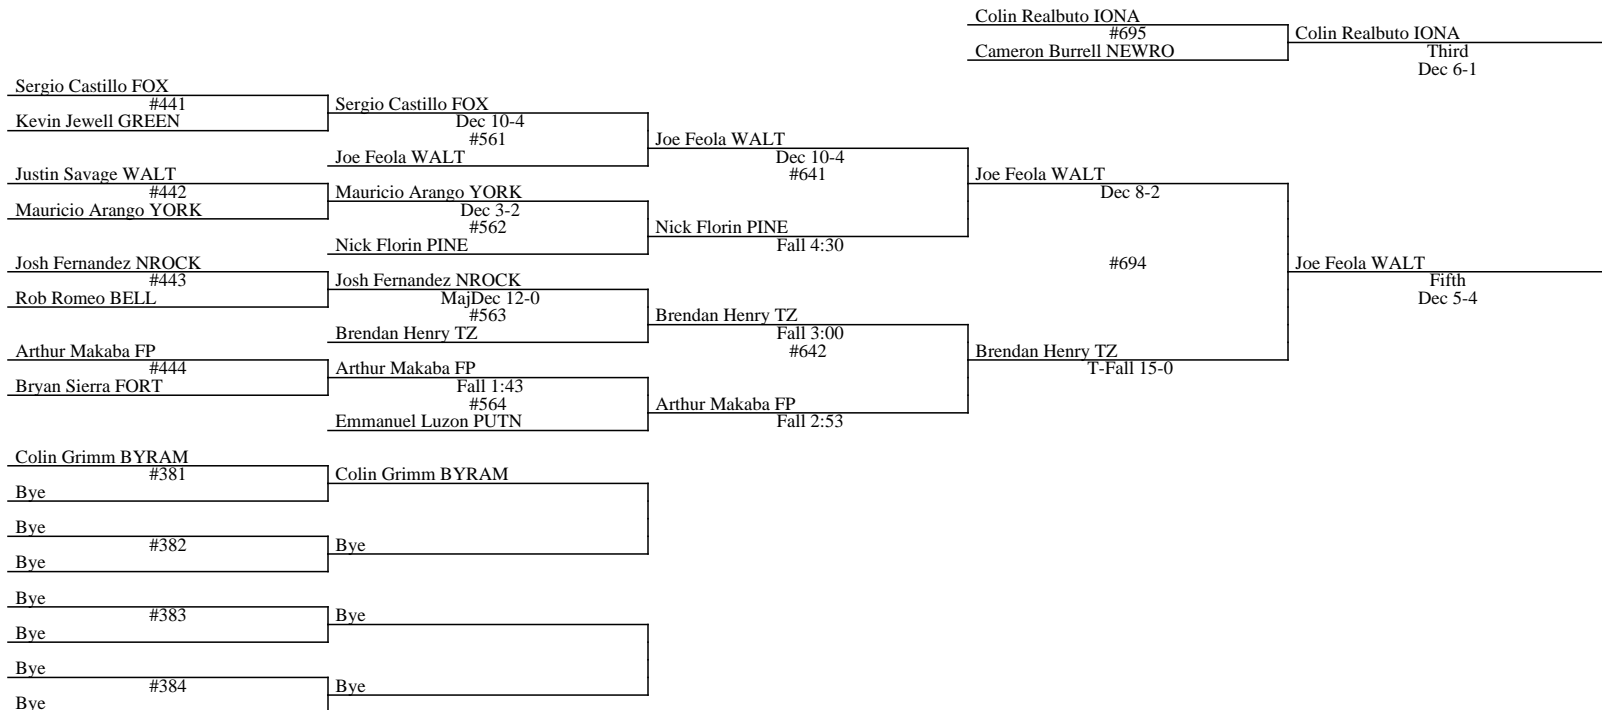 Colin Realbuto IONA
#695
Cameron Burrell NEWRO
Colin Realbuto IONA
Third
Dec 6-1
Sergio Castillo FOX
#441
Kevin Jewell GREEN
Sergio Castillo FOX
Dec 10-4
#561
Joe Feola WALT
Joe Feola WALT
Dec 10-4
#641
Justin Savage WALT
#442
Mauricio Arango YORK
Mauricio Arango YORK
Dec 3-2
#562
Nick Florin PINE
Nick Florin PINE
Fall 4:30
Joe Feola WALT
Dec 8-2
#694
Joe Feola WALT
Fifth
Dec 5-4
Josh Fernandez NROCK
#443
Rob Romeo BELL
Josh Fernandez NROCK
MajDec 12-0
#563
Brendan Henry TZ
Brendan Henry TZ
Fall 3:00
#642
Brendan Henry TZ
T-Fall 15-0
Arthur Makaba FP
#444
Bryan Sierra FORT
Arthur Makaba FP
Fall 1:43
#564
Emmanuel Luzon PUTN
Arthur Makaba FP
Fall 2:53
Colin Grimm BYRAM
#381
Bye
Colin Grimm BYRAM
Bye
#382
Bye
Bye
Bye
#383
Bye
Bye
Bye
#384
Bye
Bye